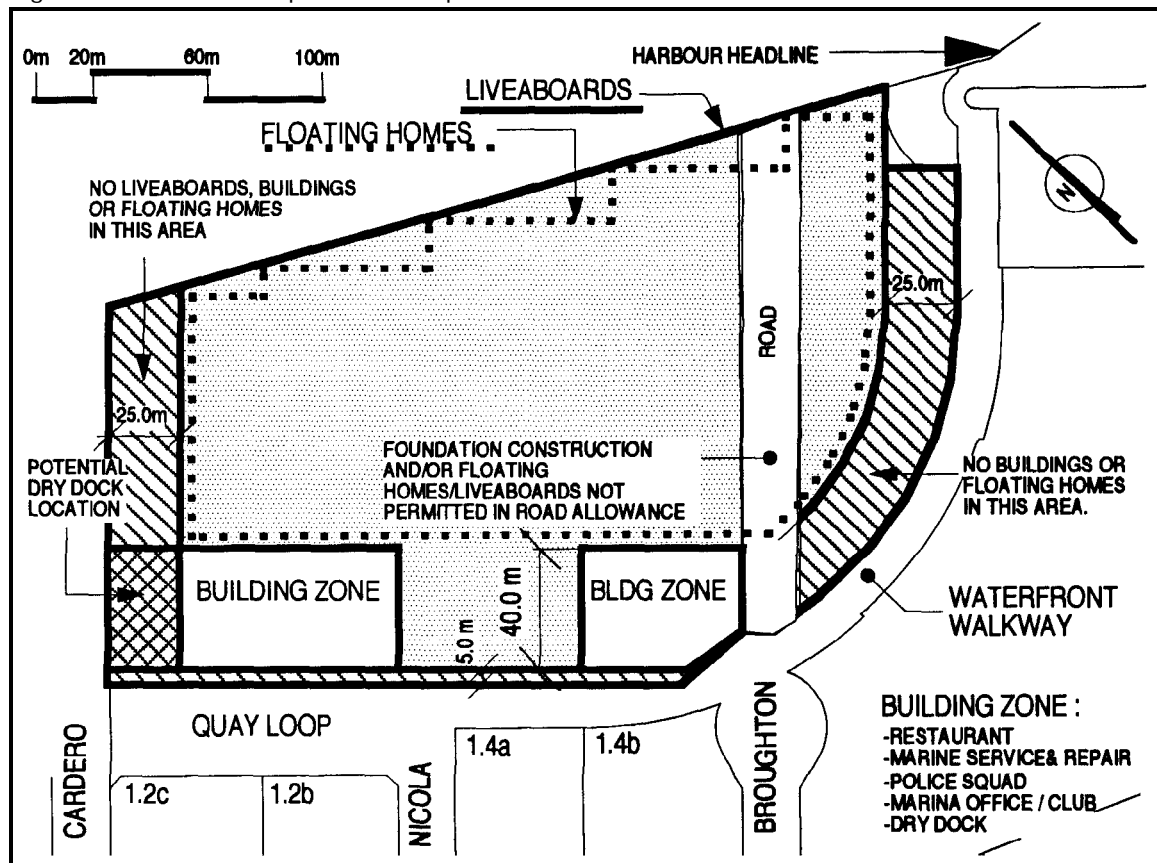 0m 20m 60m 100m
HARBOUR HEADLINE
LIVEABOARDS
FLOATING HOMES
NO LIVEABOARDS, BUILDINGS
OR FLOATING HOMES
IN THIS AREA
N
25.0m
ROAD
25.0m
POTENTIAL
DRY DOCK
LOCATION
FOUNDATION CONSTRUCTION
AND/OR FLOATING
HOMES/LIVEABOARDS NOT
PERMITTED IN ROAD ALLOWANCE
NO BUILDINGS OR
FLOATING HOMES
IN THIS AREA.
BUILDING ZONE
5.0 m
40.0 m
BLDG ZONE
WATERFRONT
WALKWAY
QUAY LOOP
CARDERO
1.2c
1.2b
NICOLA
1.4a
1.4b
BROUGHTON
BUILDING ZONE :
-RESTAURANT
-MARINE SERVICE& REPAIR
-POLICE SQUAD
-MARINA OFFICE / CLUB
-DRY DOCK